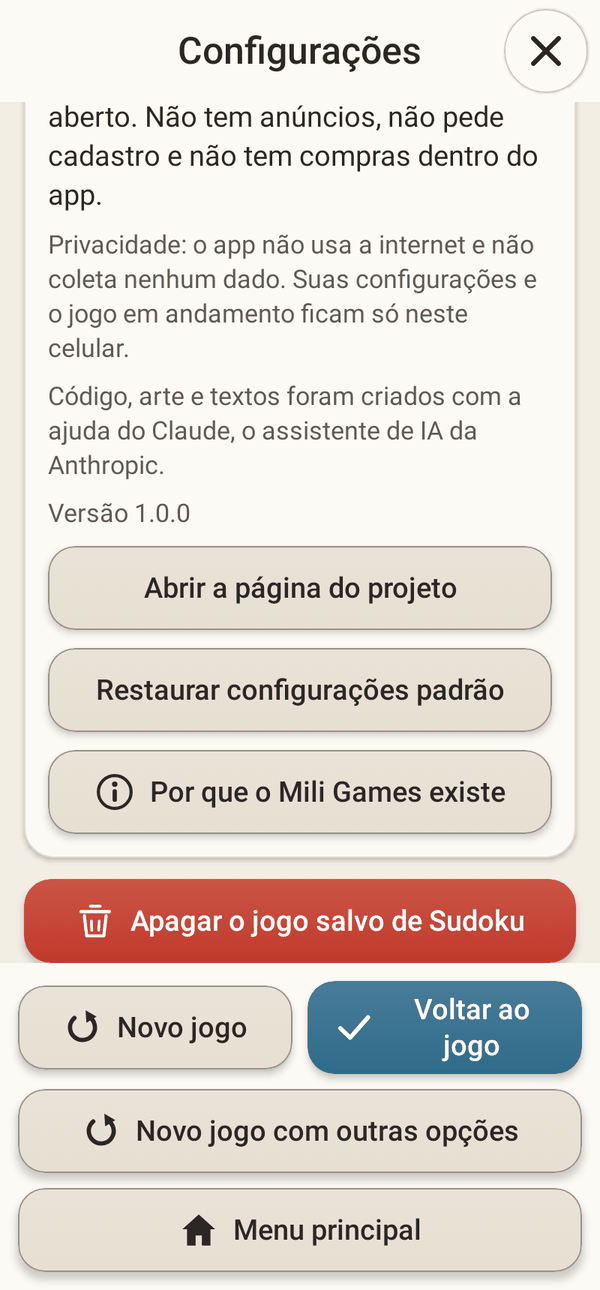 Configurações
aberto. Não tem anúncios, não pede
cadastro e não tem compras dentro do
app.
Privacidade: o app não usa a internet e não
coleta nenhum dado. Suas configurações e
o jogo em andamento ficam só neste
celular.
Código, arte e textos foram criados com a
ajuda do Claude, o assistente de IA da
Anthropic.
Versão 1.0.0
Abrir a página do projeto
Restaurar configurações padrão
Por que o Mili Games existe
Apagar o jogo salvo de Sudoku
Novo jogo
Voltar ao
jogo
Novo jogo com outras opções
Menu principal